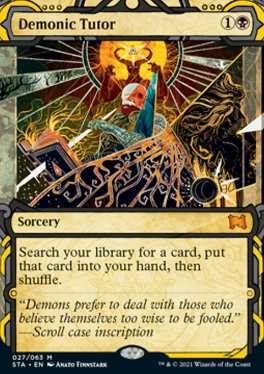 Demonic Tutor 1
Sorcery
Search your library for a card, put
that card into your hand, then
shuffle.
“Demons prefer to deal with those who
believe themselves too wise to be fooled.”
—Scroll case inscription
027/063 M
STA • EN Anato Finnstark
™ & © 2021 Wizards of the Coast